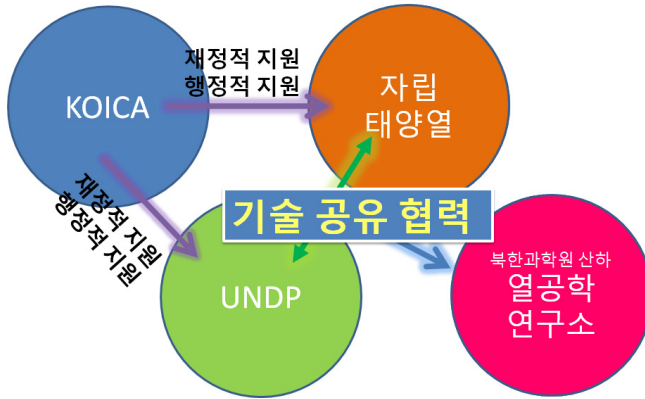 재정적 지원
행정적 지원
KOICA
자립
태양열
재정적 지원
행정적 지원
기술 공유 협력
UNDP
북한과학원 산하
열공학
연구소